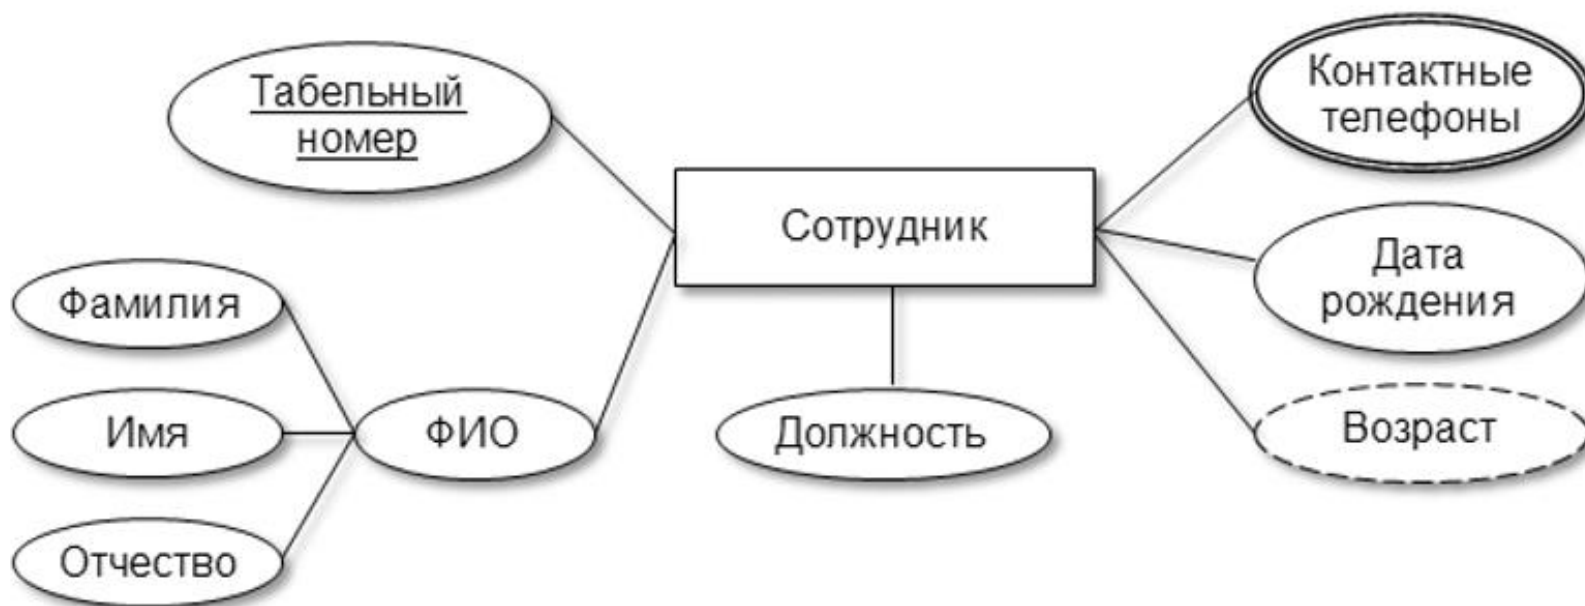 Табельный
номер
Контактные
телефоны
Сотрудник
Дата
рождения
Фамилия
Имя
ФИО
Должность
Возраст
Отчество